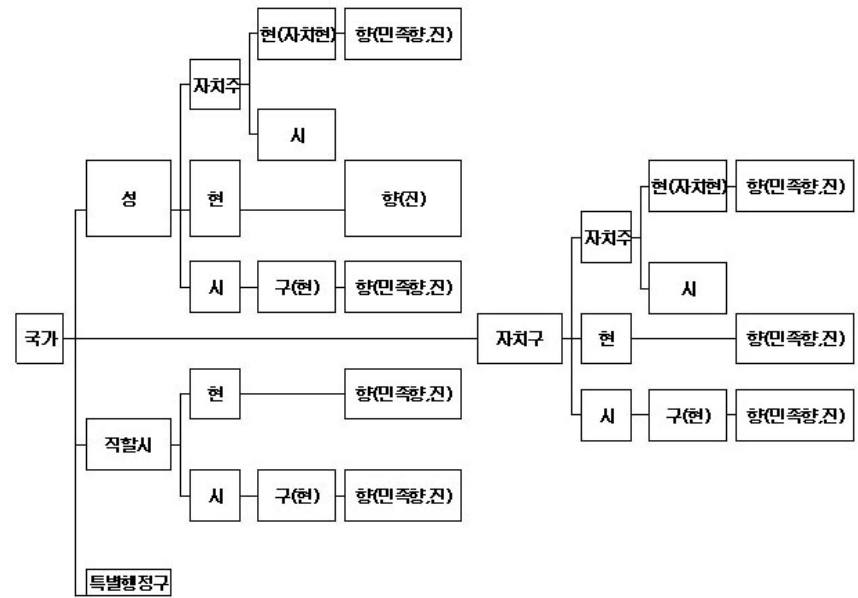 현(자치현)
향(민족향,진)
자치주
시
성
현
향(진)
시
구(현)
향(민족향,진)
국가
직할시
현
향(민족향,진)
시
구(현)
향(민족향,진)
특별행정구
자치구
현(자치현)
향(민족향,진)
자치주
시
현
향(민족향,진)
시
구(현)
향(민족향,진)